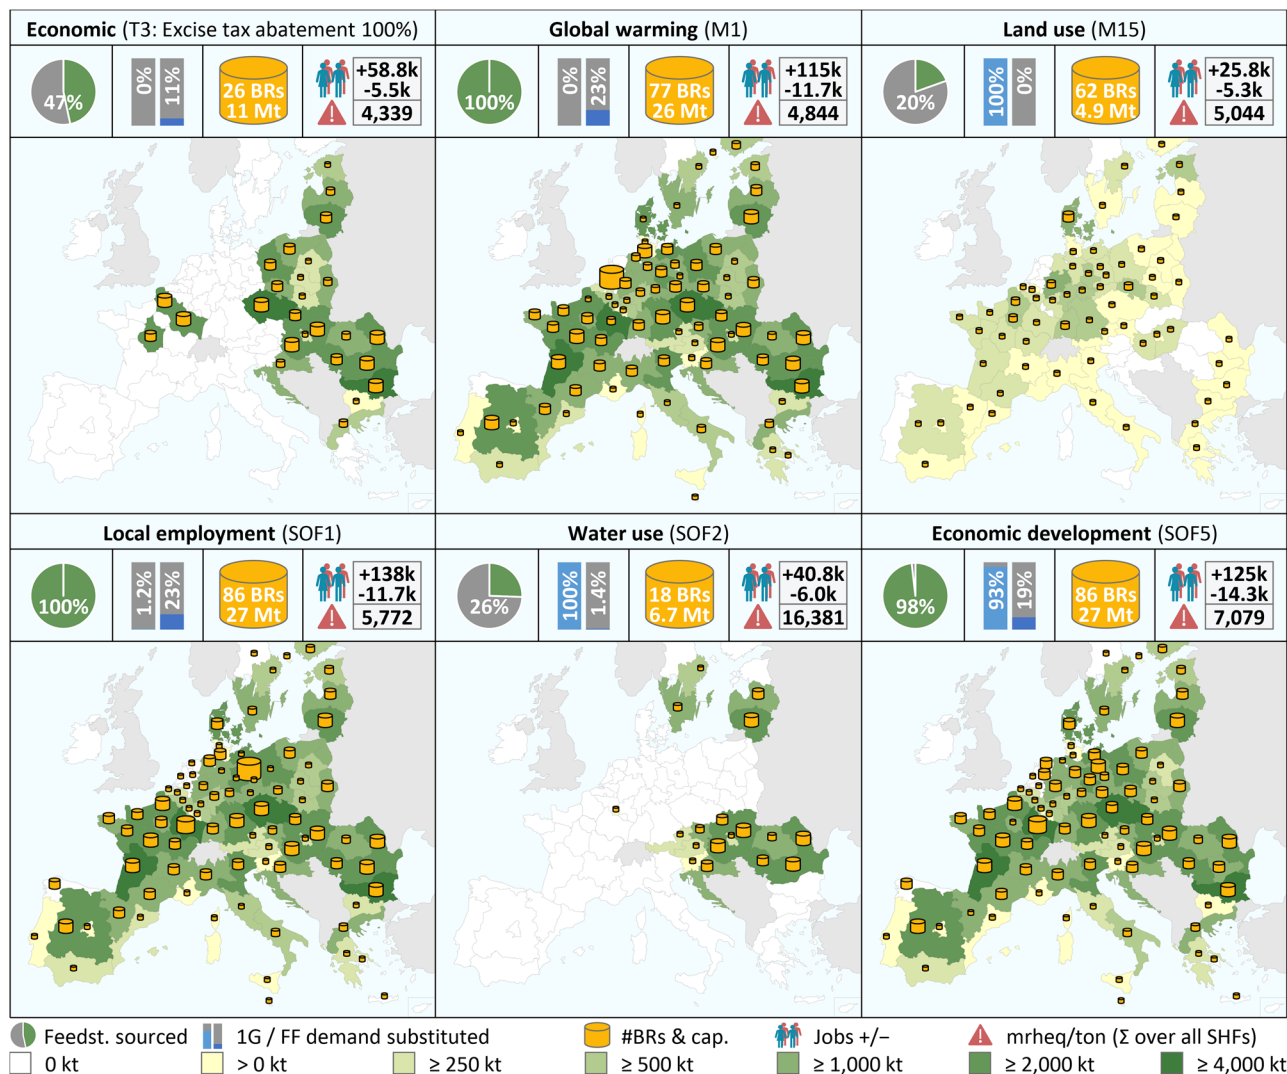 Economic (T3: Excise tax abatement 100%)
47%
0%
11%
26 BRs
11 Mt
+58.8k
-5.5k
4,339
Global warming (M1)
100%
0%
23%
77 BRs
26 Mt
+115k
-11.7k
4,844
Land use (M15)
20%
100%
0%
62 BRs
4.9 Mt
+25.8k
-5.3k
5,044
Local employment (SOF1)
100%
1.2%
23%
86 BRs
27 Mt
+138k
-11.7k
5,772
Water use (SOF2)
26%
100%
1.4%
18 BRs
6.7 Mt
+40.8k
-6.0k
16,381
Economic development (SOF5)
98%
93%
19%
86 BRs
27 Mt
+125k
-14.3k
7,079
Feedst. sourced
1G / FF demand substituted
#BRs & cap.
Jobs +/−
mrheq/ton (Σ over all SHFs)
0 kt
> 0 kt
≥ 250 kt
≥ 500 kt
≥ 1,000 kt
≥ 2,000 kt
≥ 4,000 kt